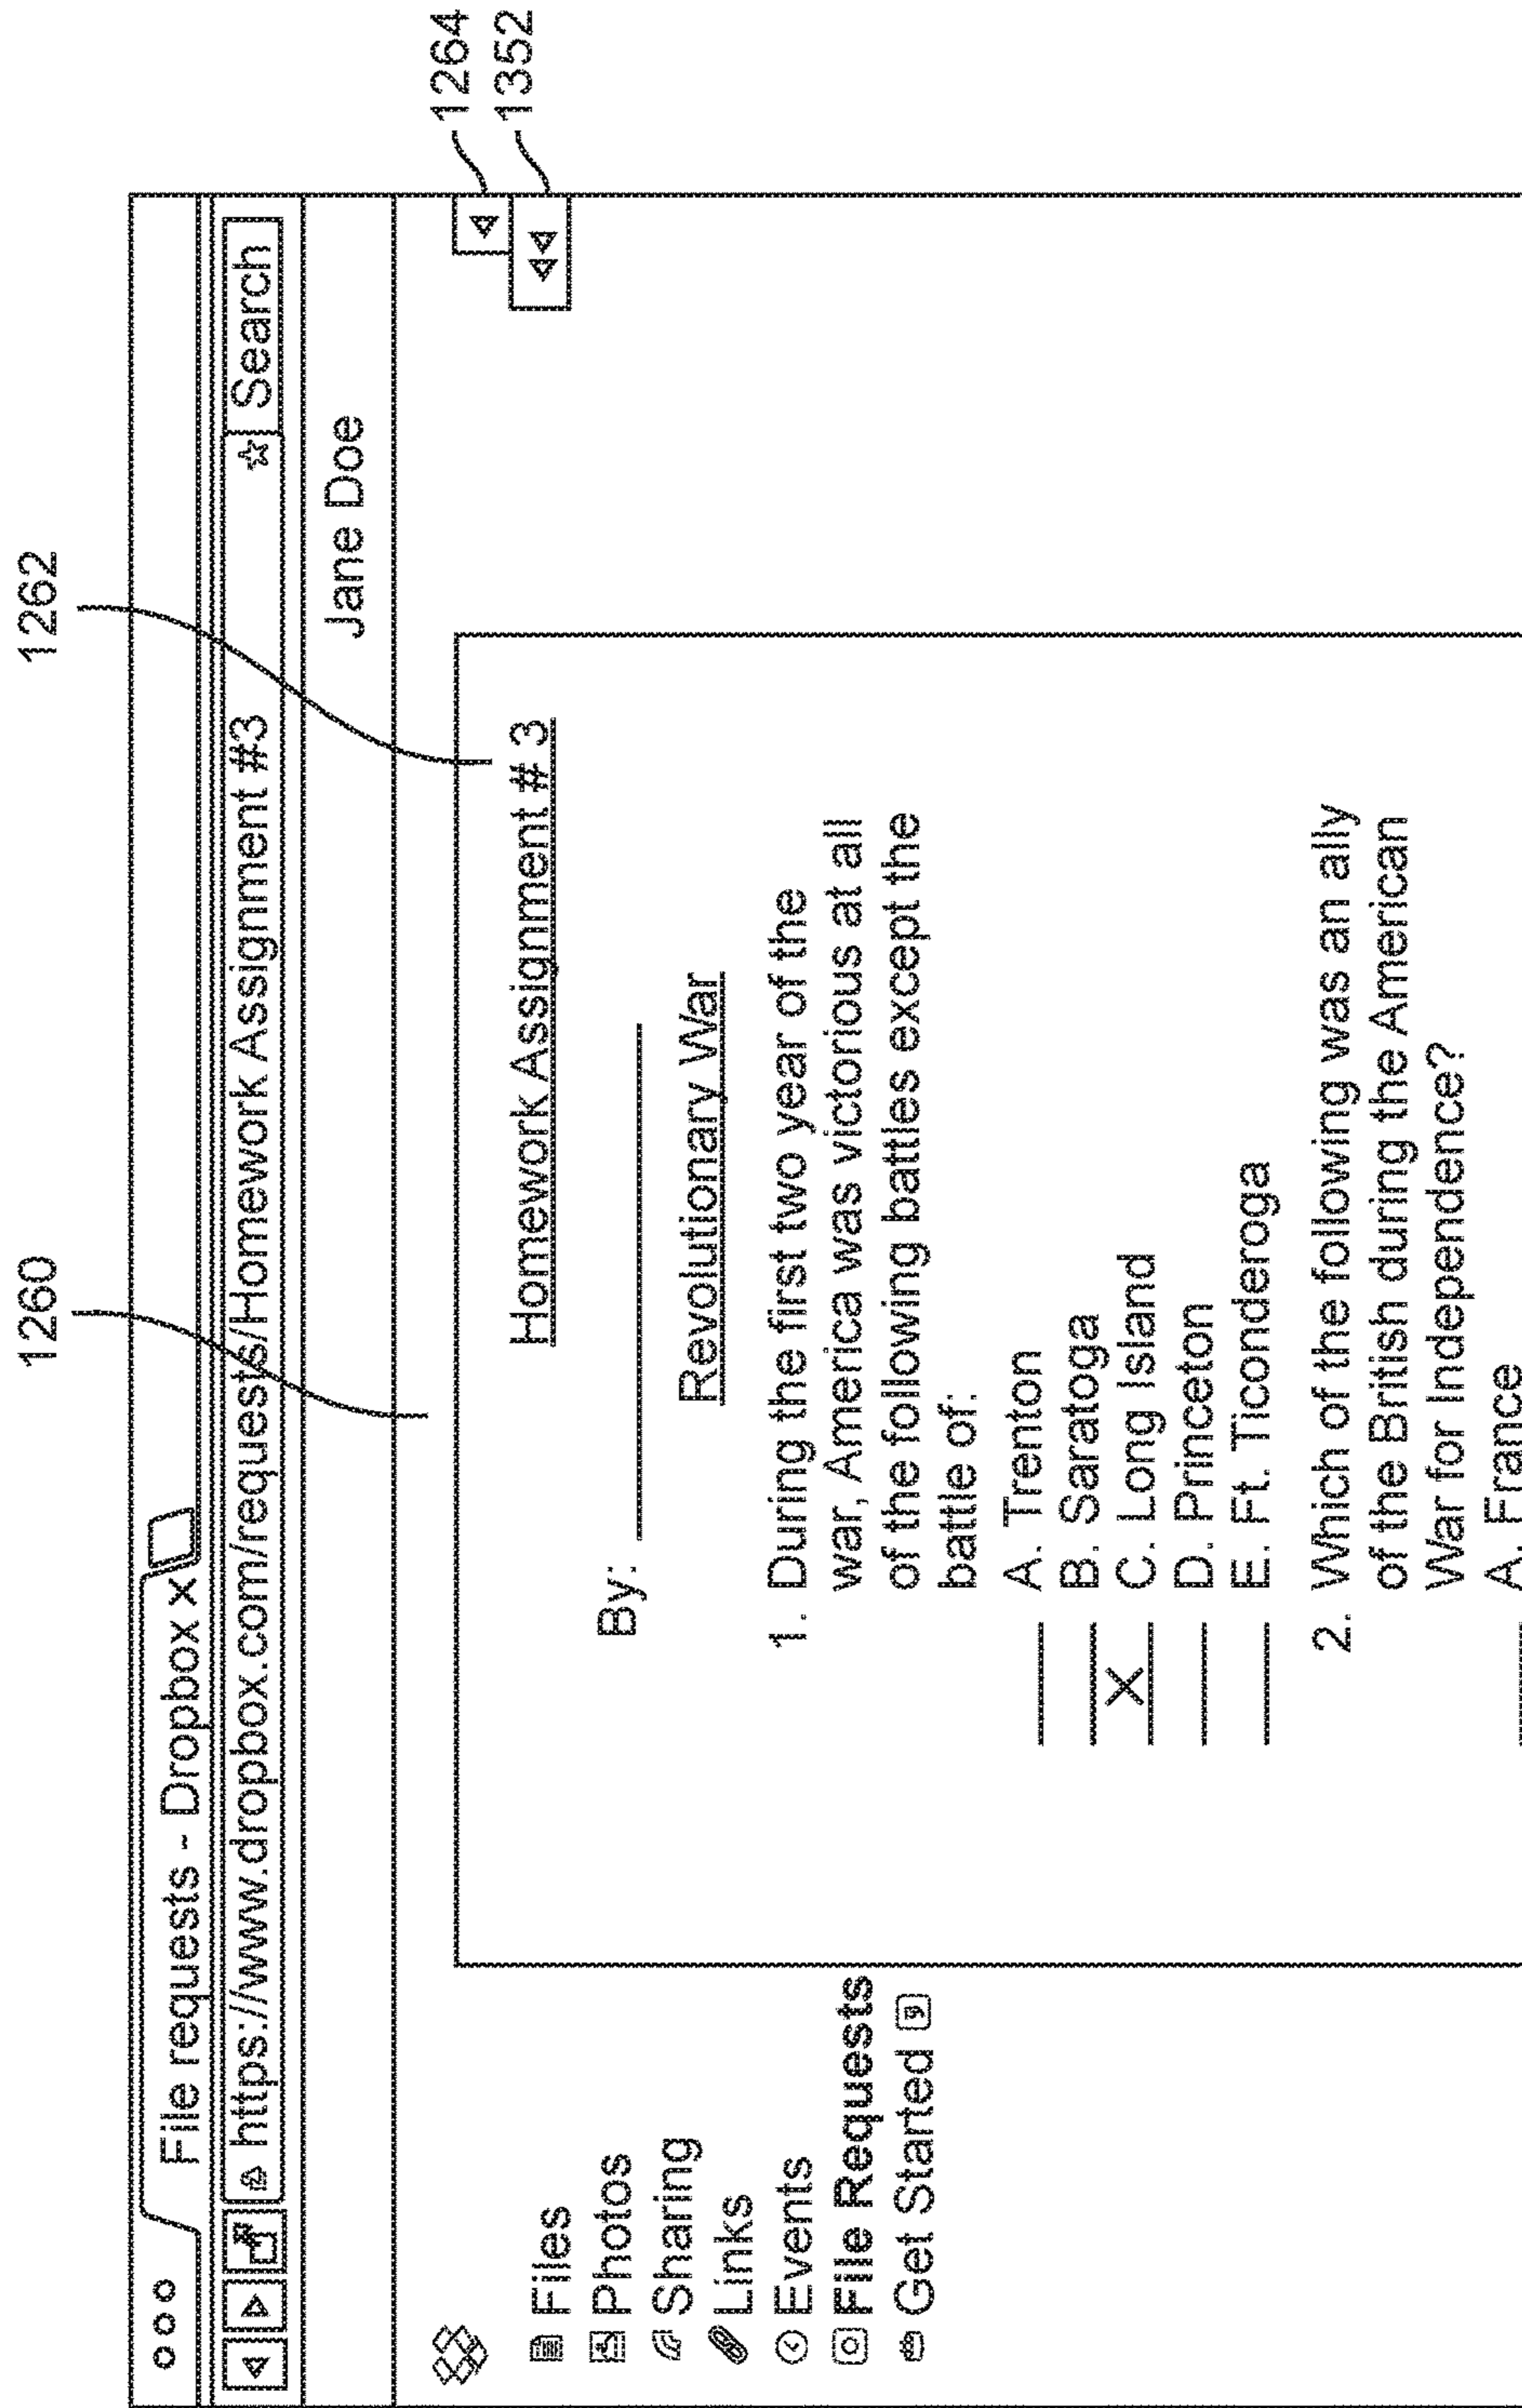 1260
1262
File requests - Dropbox X
https://www.dropbox.com/requests/Homework Assignment #3
Search
Jane Doe
1264
1352
Files
Photos
Sharing
Links
Events
File Requests
Get Started
Homework Assignment # 3
By:
Revolutionary War
1. During the first two year of the
war, America was victorious at all
of the following battles except the
battle of:
A. Trenton
B. Saratoga
X C. Long Island
D. Princeton
E. Ft. Ticonderoga
2. Which of the following was an ally
of the British during the American
War for Independence?
A. France